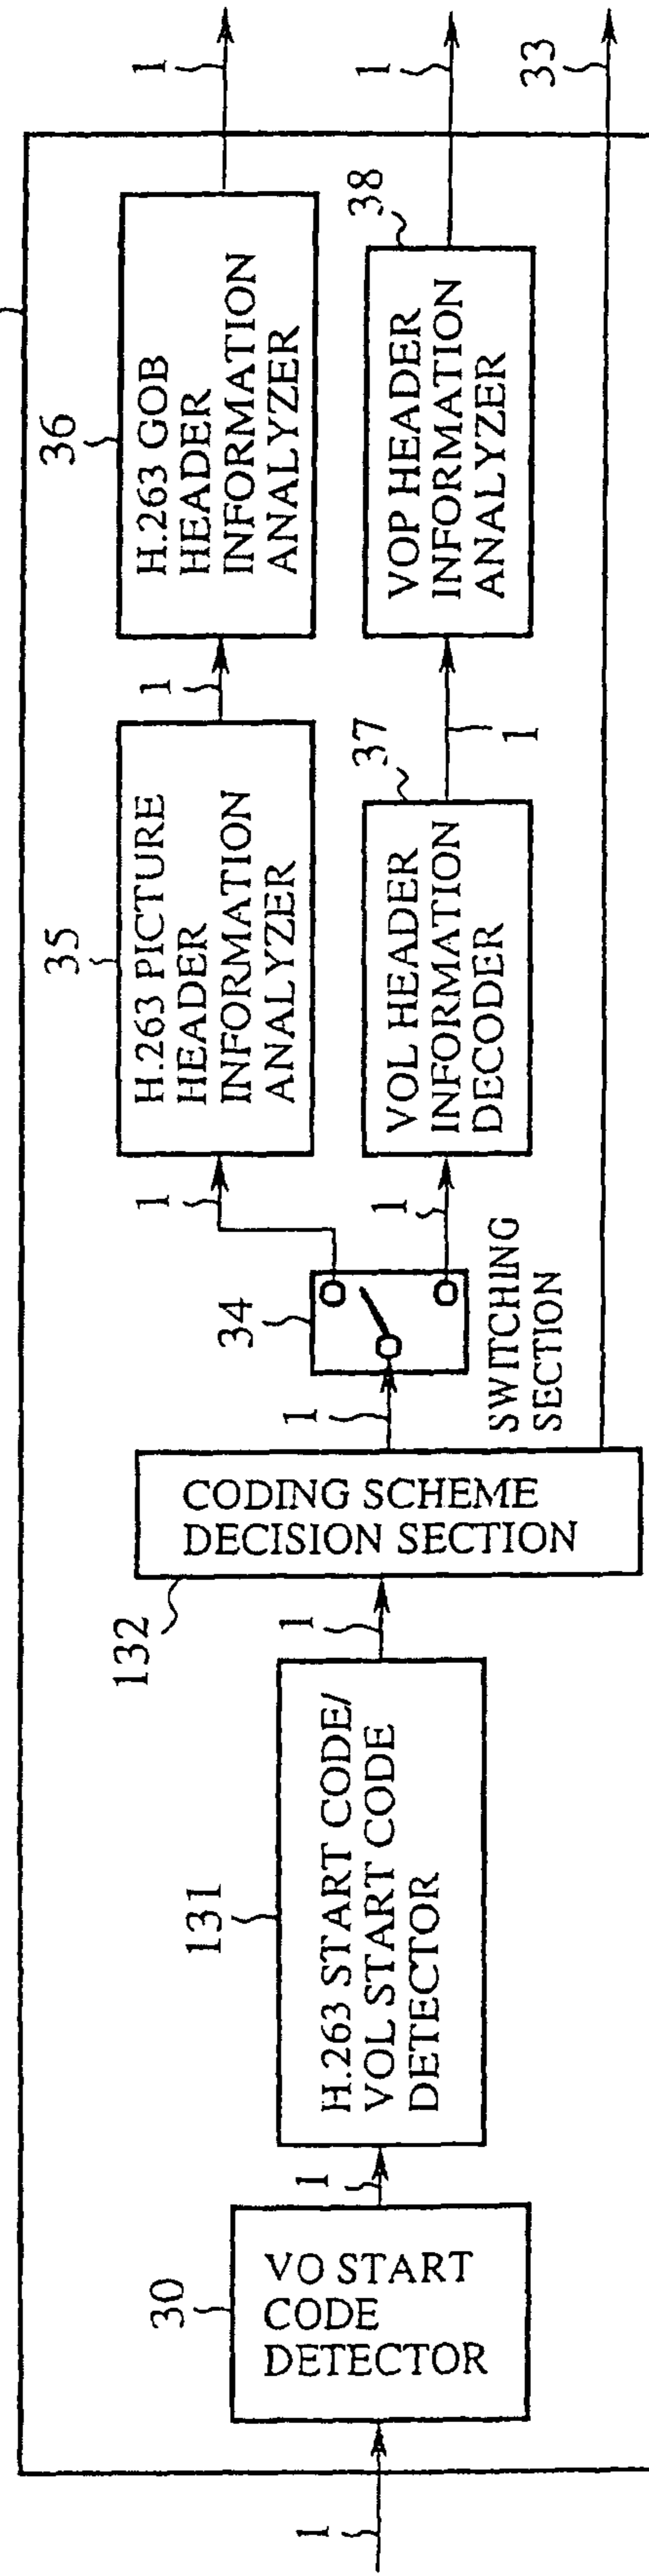 1
30
VO START
CODE
DETECTOR
1
131
H.263 START CODE/
VOL START CODE
DETECTOR
1
132
CODING SCHEME
DECISION SECTION
1
34
SWITCHING
SECTION
1
35
H.263 PICTURE
HEADER
INFORMATION
ANALYZER
1
36
H.263 GOB
HEADER
INFORMATION
ANALYZER
1
1
37
VOL HEADER
INFORMATION
DECODER
1
38
VOP HEADER
INFORMATION
ANALYZER
1
33